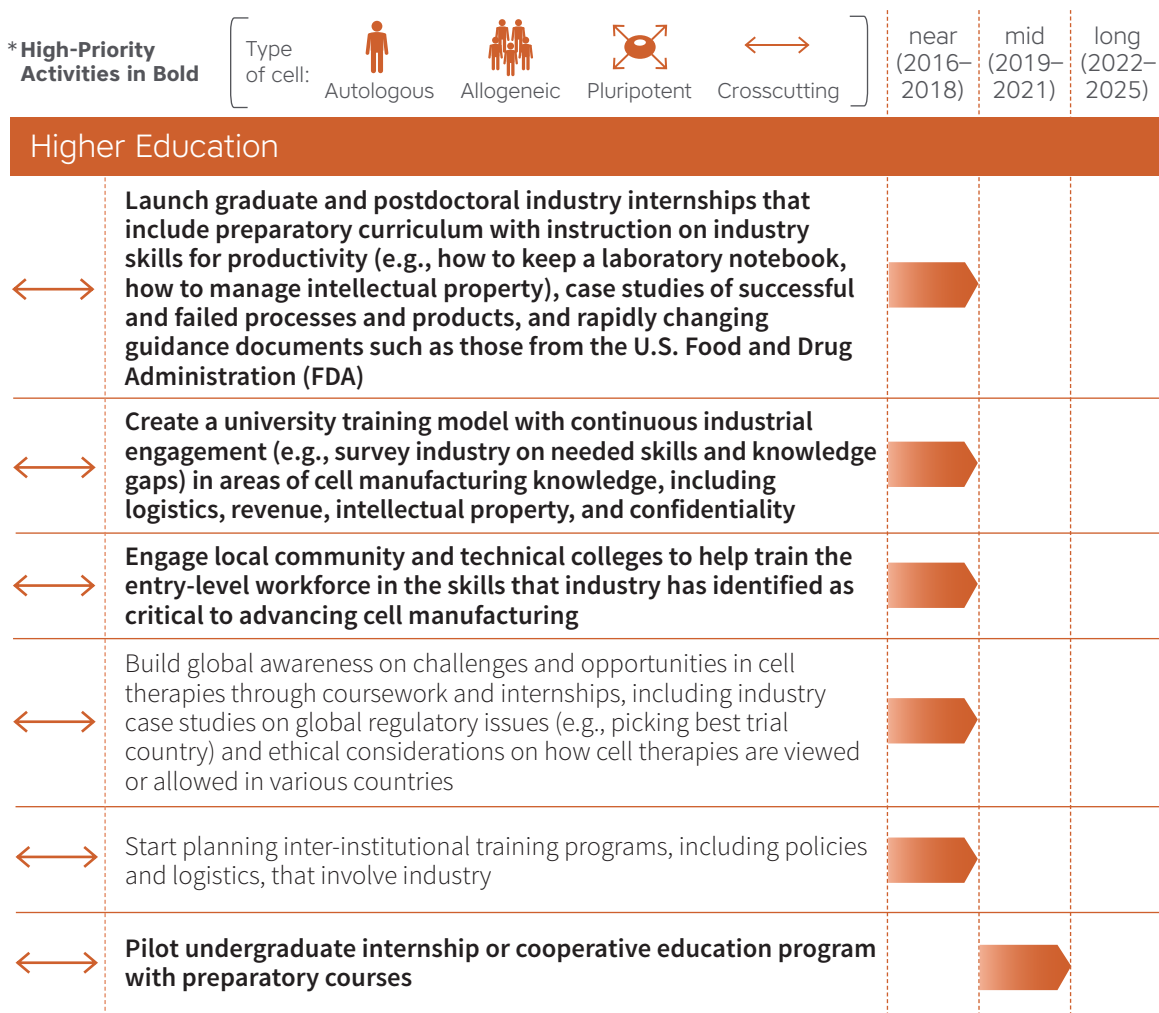 *High-Priority
Activities in Bold
Type
of cell:
Autologous
Allogeneic
Pluripotent
Crosscutting
near
(2016–
2018)
mid
(2019–
2021)
long
(2022–
2025)
Higher Education
Launch graduate and postdoctoral industry internships that
include preparatory curriculum with instruction on industry
skills for productivity (e.g., how to keep a laboratory notebook,
how to manage intellectual property), case studies of successful
and failed processes and products, and rapidly changing
guidance documents such as those from the U.S. Food and Drug
Administration (FDA)
Create a university training model with continuous industrial
engagement (e.g., survey industry on needed skills and knowledge
gaps) in areas of cell manufacturing knowledge, including
logistics, revenue, intellectual property, and confidentiality
Engage local community and technical colleges to help train the
entry-level workforce in the skills that industry has identified as
critical to advancing cell manufacturing
Build global awareness on challenges and opportunities in cell
therapies through coursework and internships, including industry
case studies on global regulatory issues (e.g., picking best trial
country) and ethical considerations on how cell therapies are viewed
or allowed in various countries
Start planning inter-institutional training programs, including policies
and logistics, that involve industry
Pilot undergraduate internship or cooperative education program
with preparatory courses